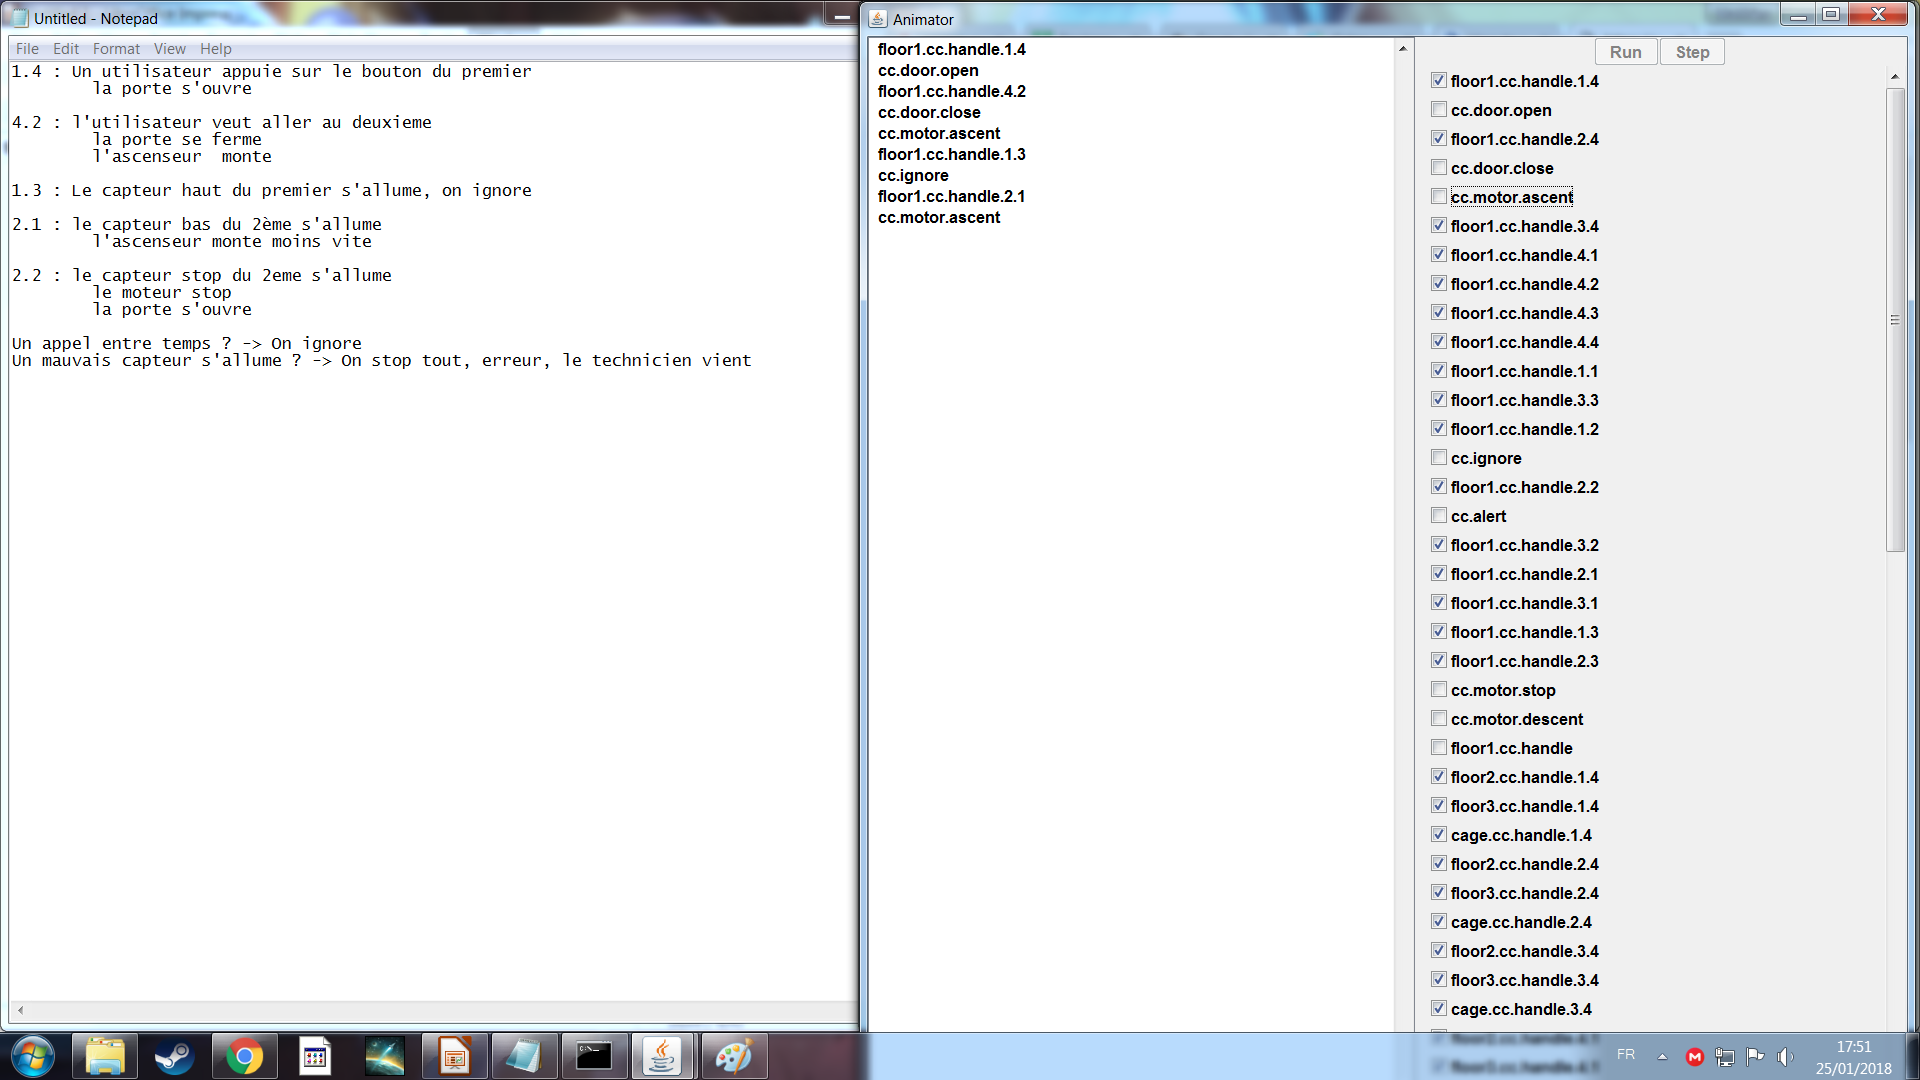 Untitled - Notepad
File Edit Format View Help
1.4 : Un utilisateur appuie sur le bouton du premier
la porte s'ouvre
4.2 : l'utilisateur veut aller au deuxieme
la porte se ferme
l'ascenseur  monte
1.3 : Le capteur haut du premier s'allume, on ignore
2.1 : le capteur bas du 2ème s'allume
l'ascenseur monte moins vite
2.2 : le capteur stop du 2eme s'allume
le moteur stop
la porte s'ouvre
Un appel entre temps ? -> On ignore
Un mauvais capteur s'allume ? -> On stop tout, erreur, le technicien vient
Animator
floor1.cc.handle.1.4
cc.door.open
floor1.cc.handle.4.2
cc.door.close
cc.motor.ascent
floor1.cc.handle.1.3
cc.ignore
floor1.cc.handle.2.1
cc.motor.ascent
Run Step
floor1.cc.handle.1.4
cc.door.open
floor1.cc.handle.2.4
cc.door.close
cc.motor.ascent
floor1.cc.handle.3.4
floor1.cc.handle.4.1
floor1.cc.handle.4.2
floor1.cc.handle.4.3
floor1.cc.handle.4.4
floor1.cc.handle.1.1
floor1.cc.handle.3.3
floor1.cc.handle.1.2
cc.ignore
floor1.cc.handle.2.2
cc.alert
floor1.cc.handle.3.2
floor1.cc.handle.2.1
floor1.cc.handle.3.1
floor1.cc.handle.1.3
floor1.cc.handle.2.3
cc.motor.stop
cc.motor.descent
floor1.cc.handle
floor2.cc.handle.1.4
floor3.cc.handle.1.4
cage.cc.handle.1.4
floor2.cc.handle.2.4
floor3.cc.handle.2.4
cage.cc.handle.2.4
floor2.cc.handle.3.4
floor3.cc.handle.3.4
cage.cc.handle.3.4
FR
17:51
25/01/2018